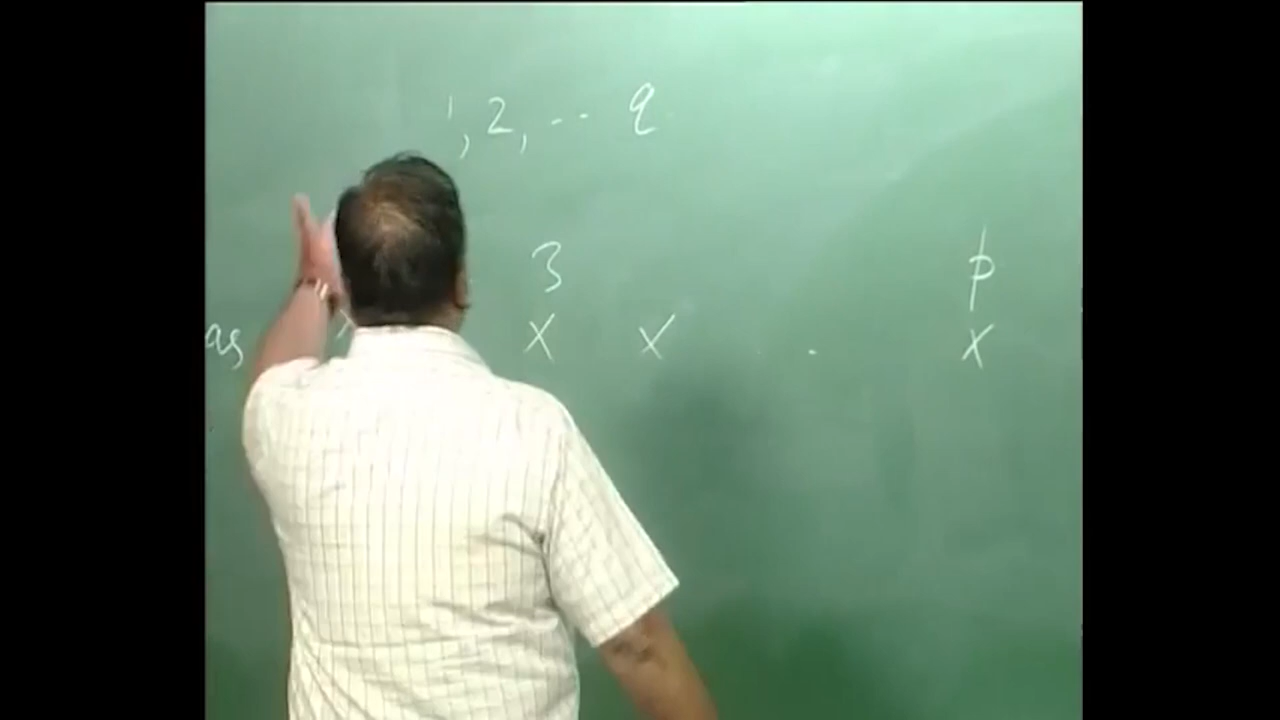 1, 2, -- q
3 p
as x x x . . x